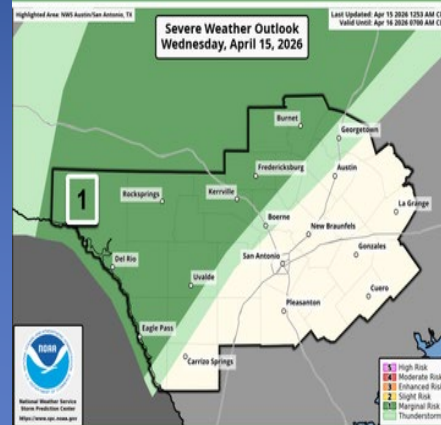 Highlighted Area: NWS Austin/San Antonio, TX
Severe Weather Outlook
Wednesday, April 15, 2026
Last Updated: Apr 15 2026 1253 AM C
Valid Until: Apr 16 2026 0700 AM C
Burnet
Georgetown
1
Rocksprings
Kerrville
Fredericksburg
Austin
La Grange
Boerne
New Braunfels
Del Rio
San Antonio
Gonzales
Uvalde
Cuero
Pleasanton
Eagle Pass
Carrizo Springs
NOAA
National Weather Service
Storm Prediction Center
https://www.spc.noaa.gov
5 High Risk
4 Moderate Risk
3 Enhanced Ris
2 Slight Risk
1 Marginal Risk
Thunderstorm